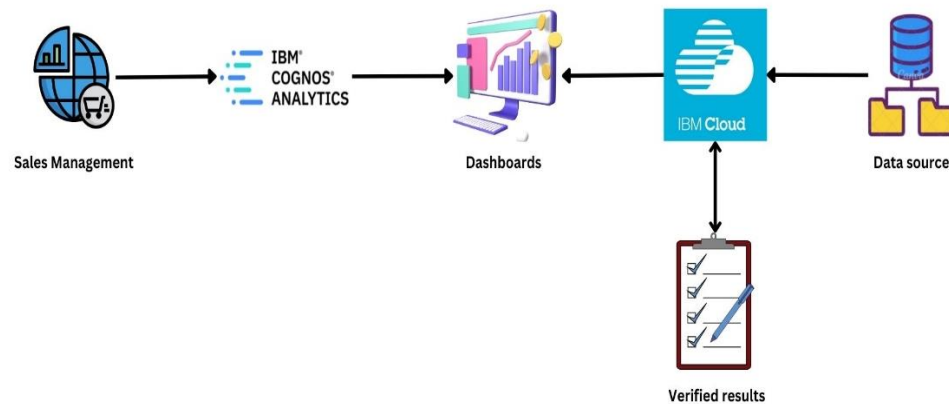 IBM®
COGNOS®
ANALYTICS
IBM Cloud
Sales Management
Dashboards
Data source
Verified results